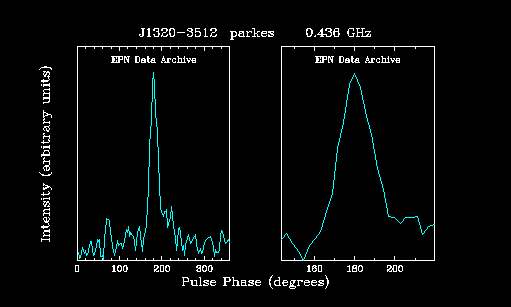 J1320-3512 parkes 0.436 GHz
EPN Data Archive EPN Data Archive
Intensity (arbitrary units)
0 100 200 300 160 180 200
Pulse Phase (degrees)